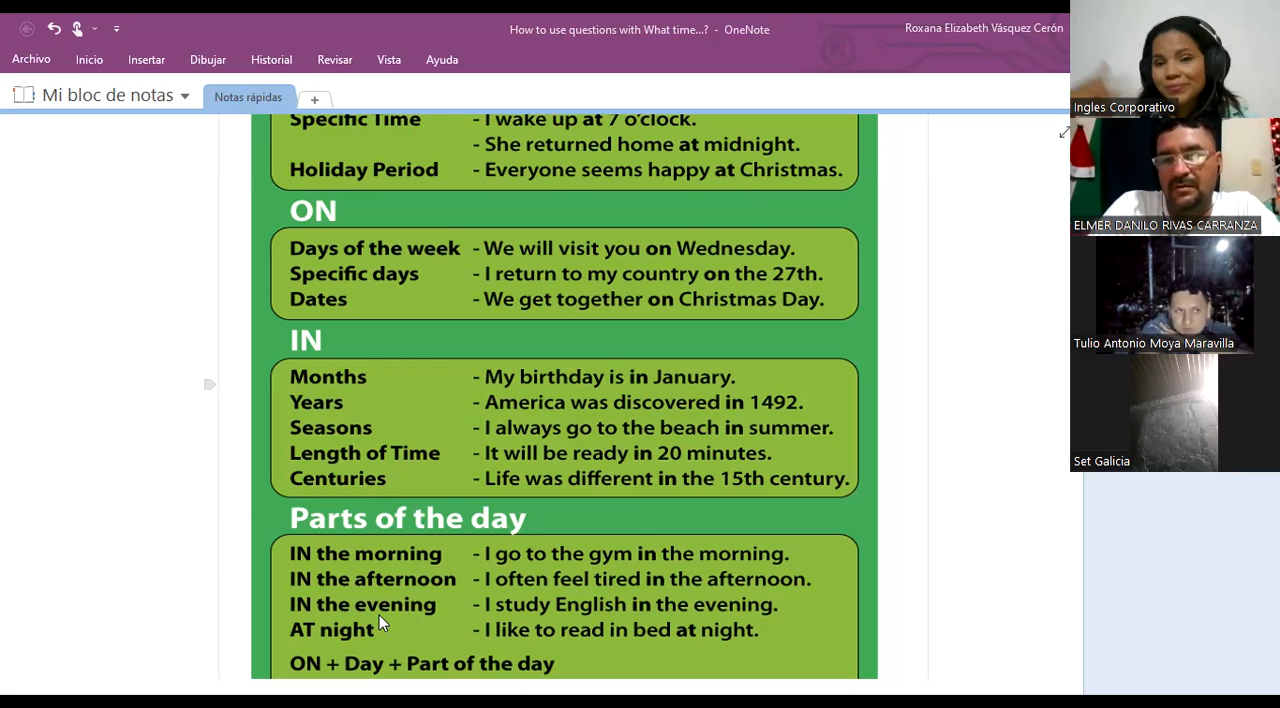 How to use questions with What time...? - OneNote
Roxana Elizabeth Vásquez Cerón
Archivo Inicio Insertar Dibujar Historial Revisar Vista Ayuda
Mi bloc de notas
Notas rápidas
Specific Time - I wake up at 7 o'clock.
- She returned home at midnight.
Holiday Period - Everyone seems happy at Christmas.
ON
Days of the week - We will visit you on Wednesday.
Specific days - I return to my country on the 27th.
Dates - We get together on Christmas Day.
IN
Months - My birthday is in January.
Years - America was discovered in 1492.
Seasons - I always go to the beach in summer.
Length of Time - It will be ready in 20 minutes.
Centuries - Life was different in the 15th century.
Parts of the day
IN the morning - I go to the gym in the morning.
IN the afternoon - I often feel tired in the afternoon.
IN the evening - I study English in the evening.
AT night - I like to read in bed at night.
ON + Day + Part of the day
Ingles Corporativo
ELMER DANILO RIVAS CARRANZA
Tulio Antonio Moya Maravilla
Set Galicia